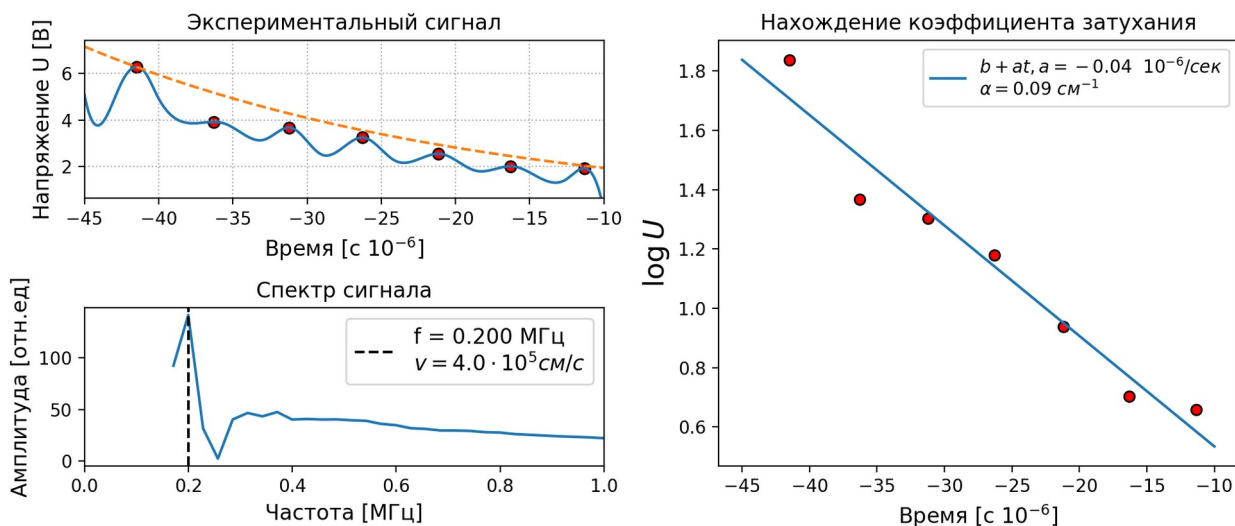 Экспериментальный сигнал
Напряжение U [В]
6
4
2
−45 −40 −35 −30 −25 −20 −15 −10
Время [с 10⁻⁶]
Спектр сигнала
Амплитуда [отн.ед]
100
50
0
f = 0.200 МГц
v = 4.0 · 10⁵см/с
0.0 0.2 0.4 0.6 0.8 1.0
Частота [МГц]
Нахождение коэффициента затухания
log U
1.8
1.6
1.4
1.2
1.0
0.8
0.6
b + at, a = −0.04 10⁻⁶/сек
α = 0.09 см⁻¹
−45 −40 −35 −30 −25 −20 −15 −10
Время [с 10⁻⁶]